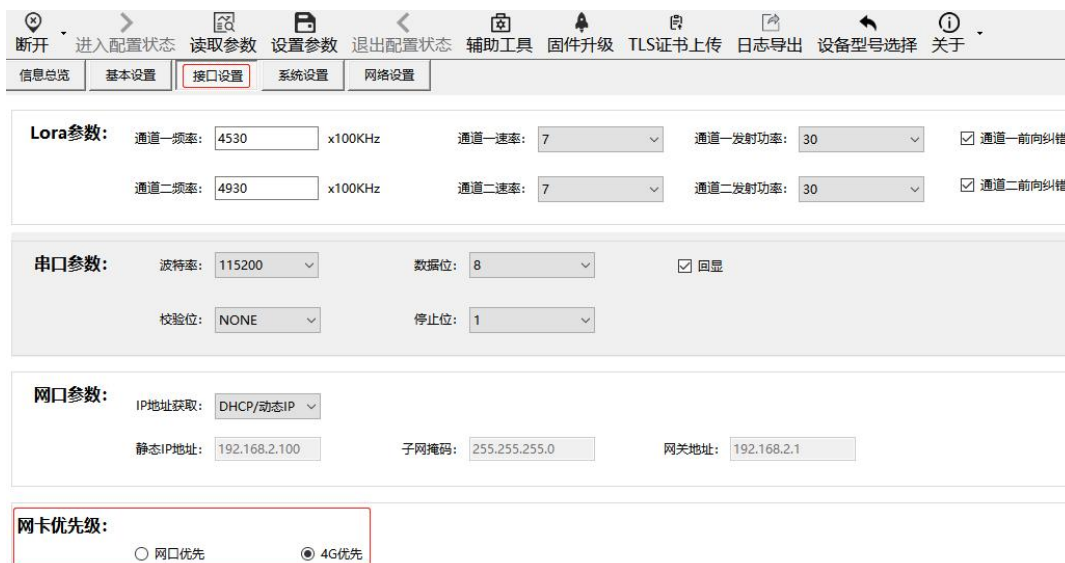 断开 进入配置状态 读取参数 设置参数 退出配置状态 辅助工具 固件升级 TLS证书上传 日志导出 设备型号选择 关于
信息总览 基本设置 接口设置 系统设置 网络设置
Lora参数: 通道一频率: 4530 x100KHz 通道一速率: 7 通道一发射功率: 30 通道一前向纠错
通道二频率: 4930 x100KHz 通道二速率: 7 通道二发射功率: 30 通道二前向纠错
串口参数: 波特率: 115200 数据位: 8 回显
校验位: NONE 停止位: 1
网口参数: IP地址获取: DHCP/动态IP
静态IP地址: 192.168.2.100 子网掩码: 255.255.255.0 网关地址: 192.168.2.1
网卡优先级:
网口优先 4G优先